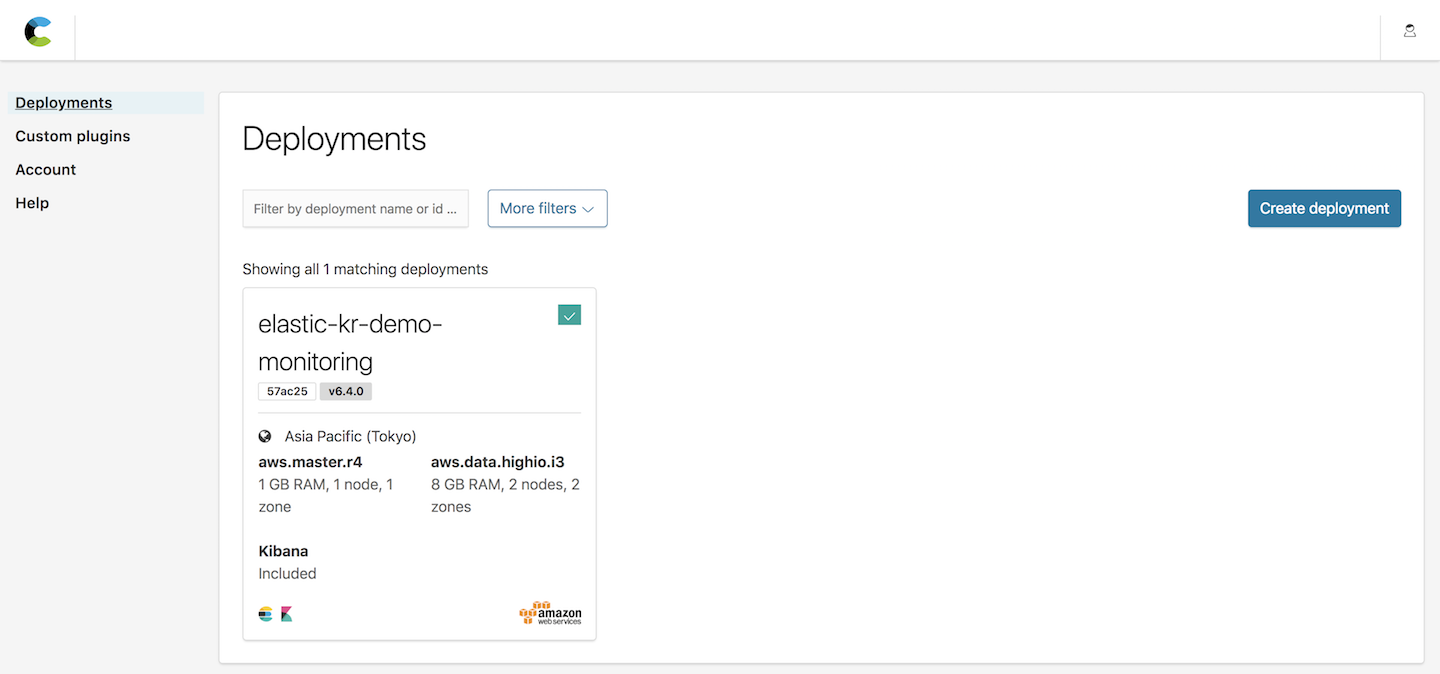 Deployments
Custom plugins
Account
Help
Deployments
Filter by deployment name or id ...
More filters
Create deployment
Showing all 1 matching deployments
elastic-kr-demo-
monitoring
57ac25
v6.4.0
Asia Pacific (Tokyo)
aws.master.r4
1 GB RAM, 1 node, 1
zone
aws.data.highio.i3
8 GB RAM, 2 nodes, 2
zones
Kibana
Included
amazon
web services